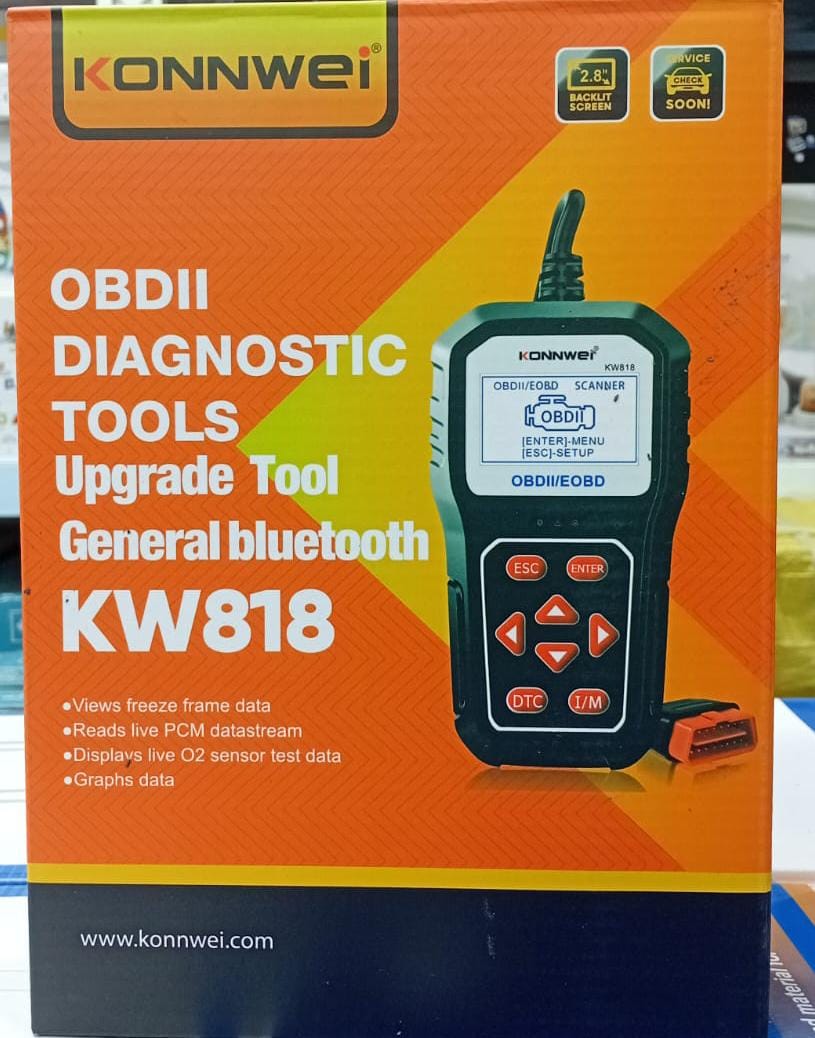 KONNWEI®
2.8"
BACKLIT
SCREEN
SERVICE
CHECK
SOON!
OBDII
DIAGNOSTIC
TOOLS
Upgrade Tool
General bluetooth
KW818
•Views freeze frame data
•Reads live PCM datastream
•Displays live O2 sensor test data
•Graphs data
KONNWEI®
KW818
OBDII/EOBD SCANNER
OBDII
[ENTER]-MENU
[ESC]-SETUP
OBDII/EOBD
ESC
ENTER
DTC
I/M
www.konnwei.com
material